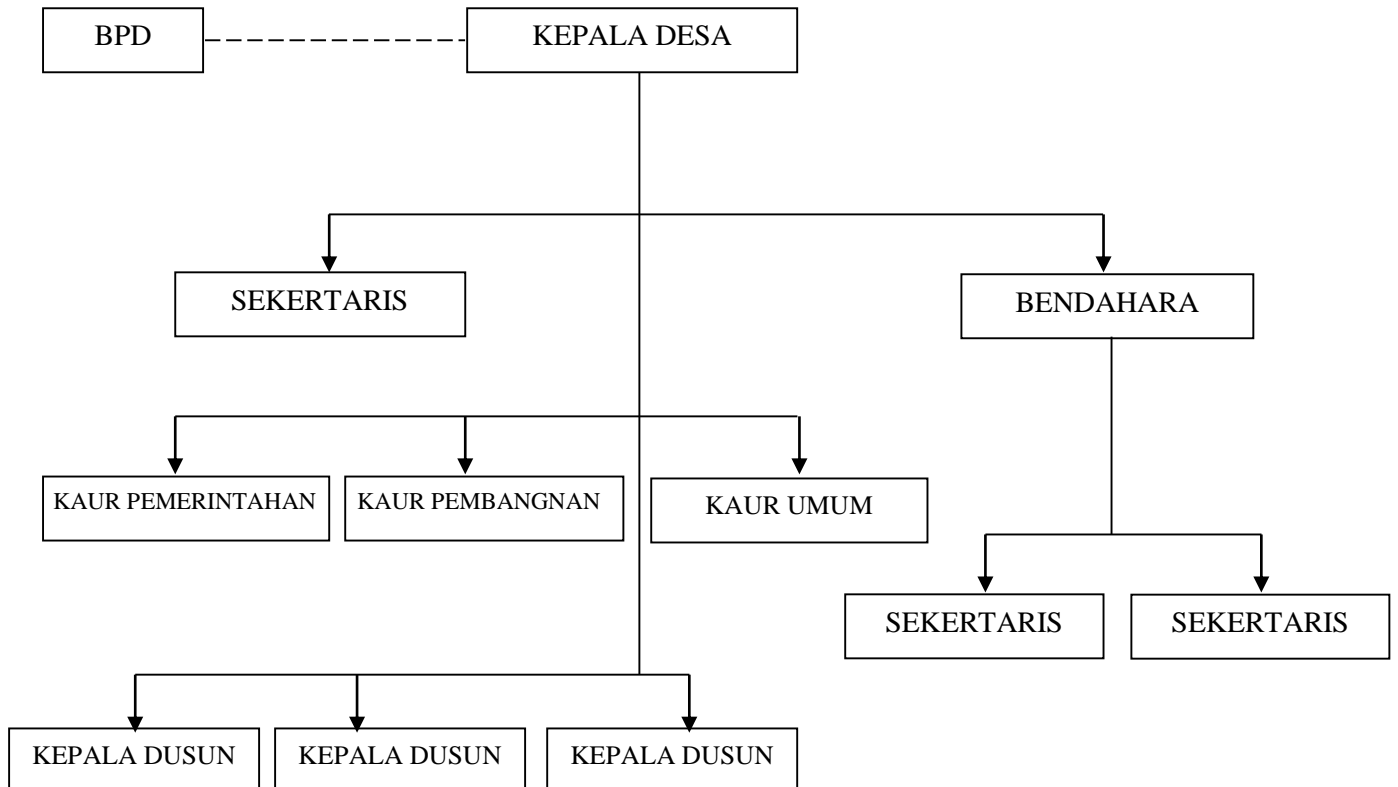 BPD
KEPALA DESA
SEKERTARIS
BENDAHARA
KAUR PEMERINTAHAN
KAUR PEMBANGNAN
KAUR UMUM
SEKERTARIS
SEKERTARIS
KEPALA DUSUN
KEPALA DUSUN
KEPALA DUSUN